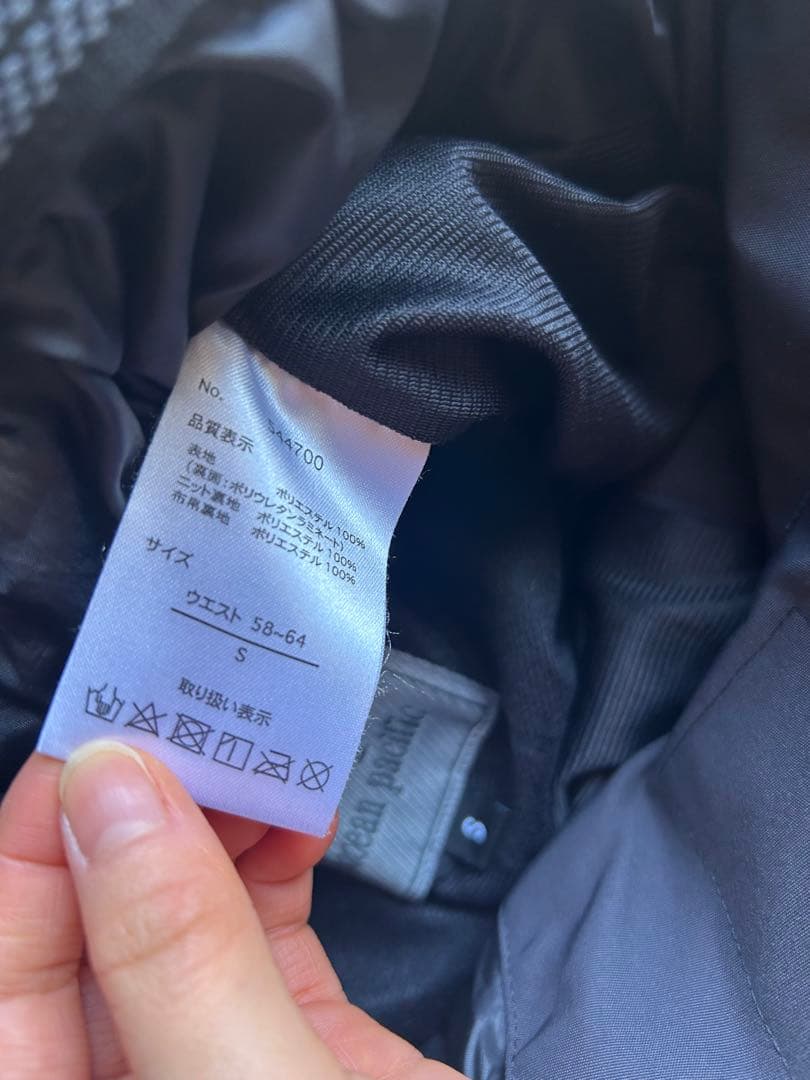 No. 544700
品質表示
表地 ポリエステル100%
(裏面:ポリウレタンラミネート)
ニット裏地 ポリエステル100%
布帛裏地 ポリエステル100%
サイズ
ウエスト 58~64
S
取り扱い表示
pacific
S